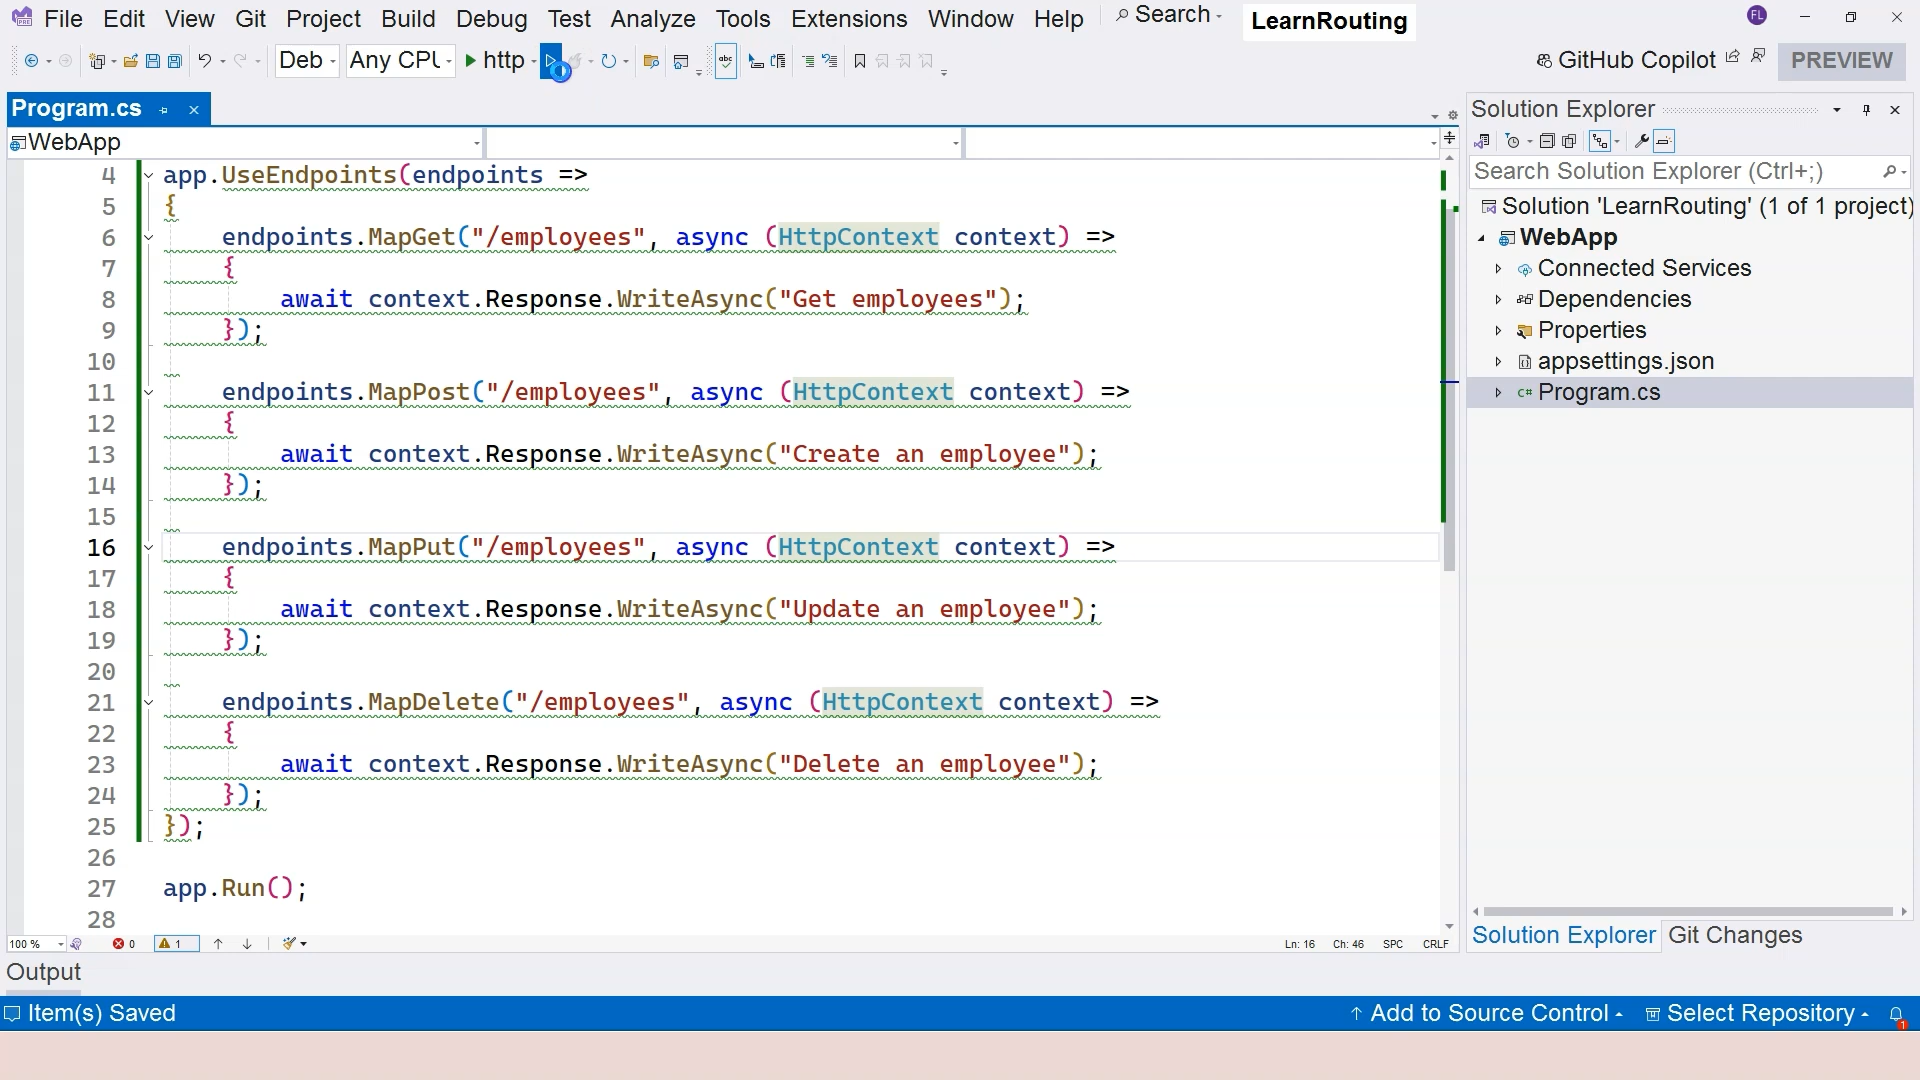 File Edit View Git Project Build Debug Test Analyze Tools Extensions Window Help Search LearnRouting FL
Deb Any CPU http abc GitHub Copilot PREVIEW
Program.cs
WebApp
4 app.UseEndpoints(endpoints =>
5 {
6 endpoints.MapGet("/employees", async (HttpContext context) =>
7 {
8 await context.Response.WriteAsync("Get employees");
9 });
10
11 endpoints.MapPost("/employees", async (HttpContext context) =>
12 {
13 await context.Response.WriteAsync("Create an employee");
14 });
15
16 endpoints.MapPut("/employees", async (HttpContext context) =>
17 {
18 await context.Response.WriteAsync("Update an employee");
19 });
20
21 endpoints.MapDelete("/employees", async (HttpContext context) =>
22 {
23 await context.Response.WriteAsync("Delete an employee");
24 });
25 });
26
27 app.Run();
28
100 % 0 1 Ln: 16 Ch: 46 SPC CRLF
Solution Explorer
Search Solution Explorer (Ctrl+;)
Solution 'LearnRouting' (1 of 1 project)
WebApp
Connected Services
Dependencies
Properties
appsettings.json
C# Program.cs
Solution Explorer Git Changes
Output
Item(s) Saved Add to Source Control Select Repository 1